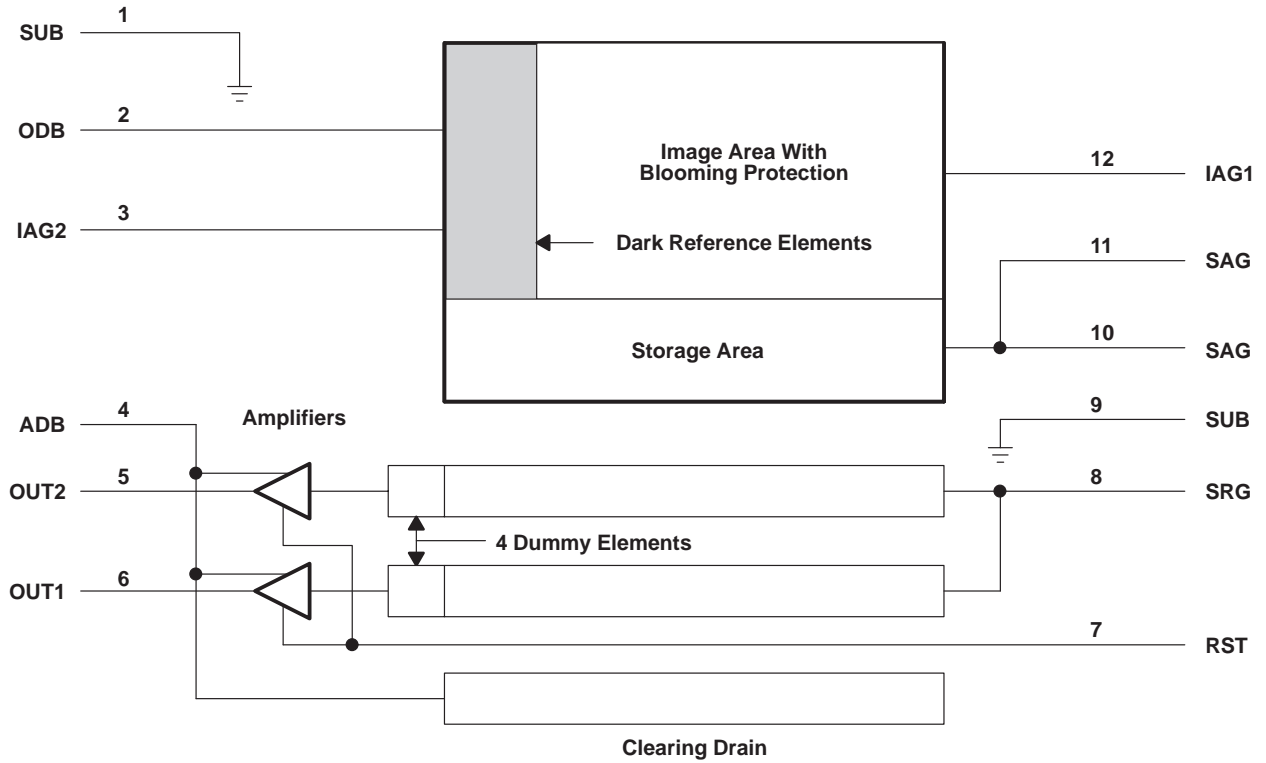 1
SUB
2
ODB
Image Area With
Blooming Protection
12
IAG1
3
IAG2
Dark Reference Elements
11
SAG
10
Storage Area
SAG
4
ADB
Amplifiers
9
SUB
5
OUT2
8
SRG
4 Dummy Elements
6
OUT1
7
RST
Clearing Drain